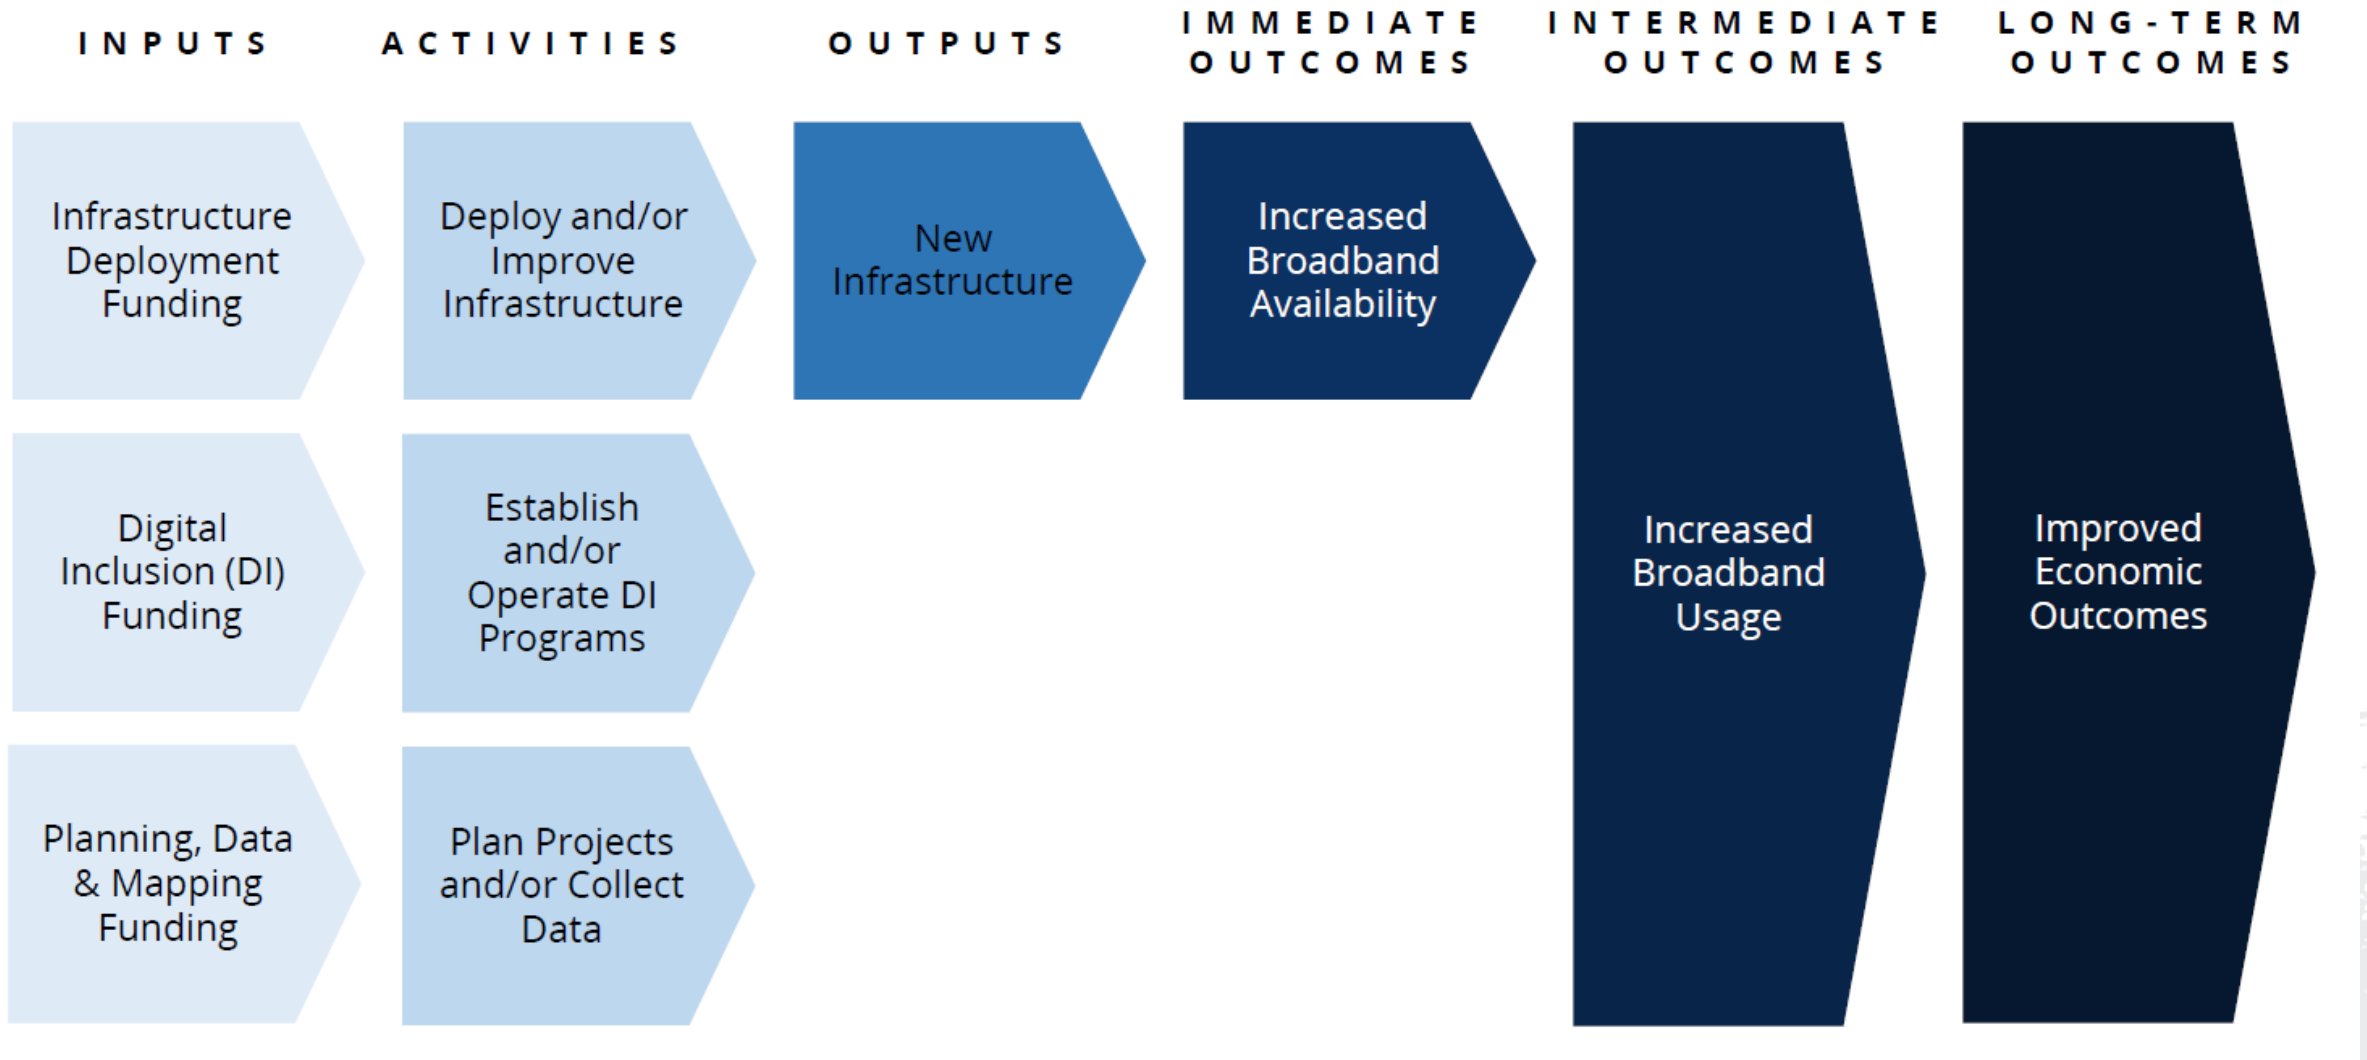 INPUTS
ACTIVITIES
OUTPUTS
IMMEDIATE
OUTCOMES
INTERMEDIATE
OUTCOMES
LONG-TERM
OUTCOMES
Infrastructure
Deployment
Funding
Deploy and/or
Improve
Infrastructure
New
Infrastructure
Increased
Broadband
Availability
Digital
Inclusion (DI)
Funding
Establish
and/or
Operate DI
Programs
Planning, Data
& Mapping
Funding
Plan Projects
and/or Collect
Data
Increased
Broadband
Usage
Improved
Economic
Outcomes